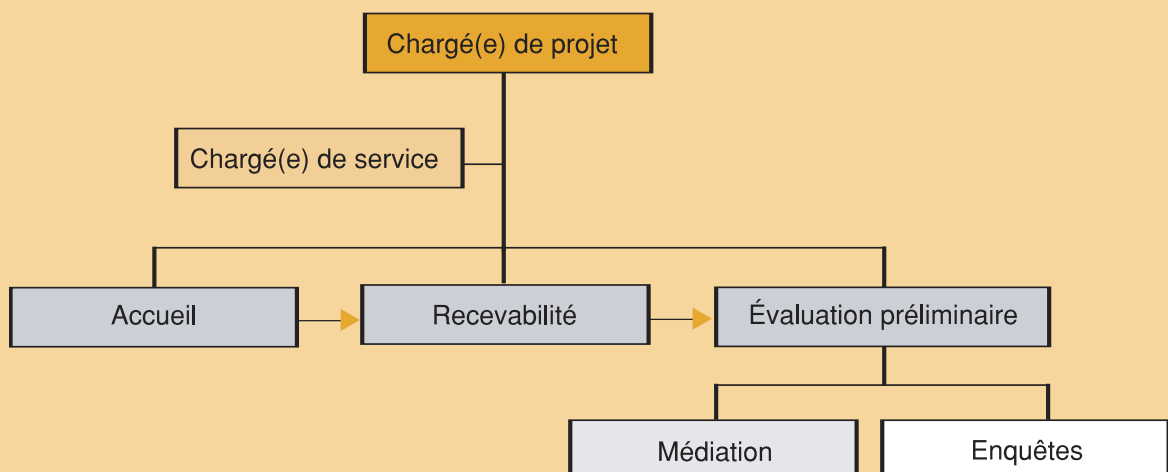 Chargé(e) de projet
Chargé(e) de service
Accueil
Recevabilité
Évaluation préliminaire
Médiation
Enquêtes